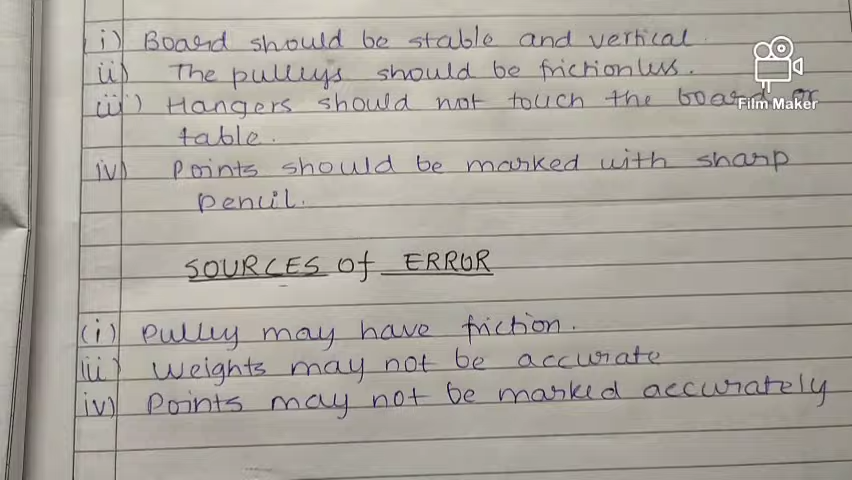 i) Board should be stable and vertical.
ii) The pulleys should be frictionless.
iii) Hangers should not touch the board or
table.
iv) Points should be marked with sharp
pencil.
Film Maker
SOURCES of ERROR
(i) Pulley may have friction.
iii) Weights may not be accurate
iv) Points may not be marked accurately